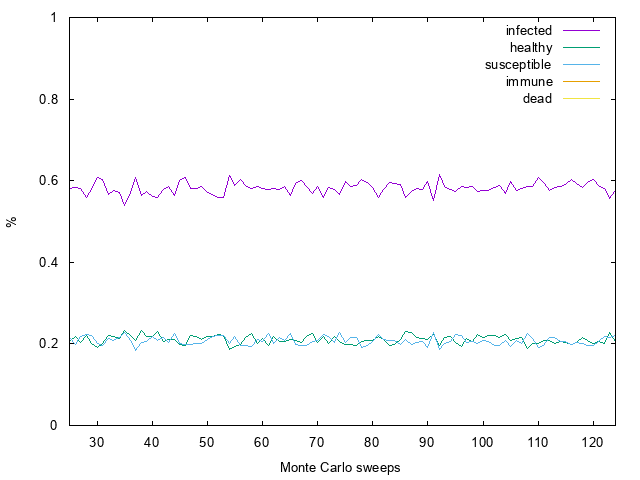 1
0.8
0.6
0.4
0.2
0
%
30 40 50 60 70 80 90 100 110 120
Monte Carlo sweeps
infected
healthy
susceptible
immune
dead